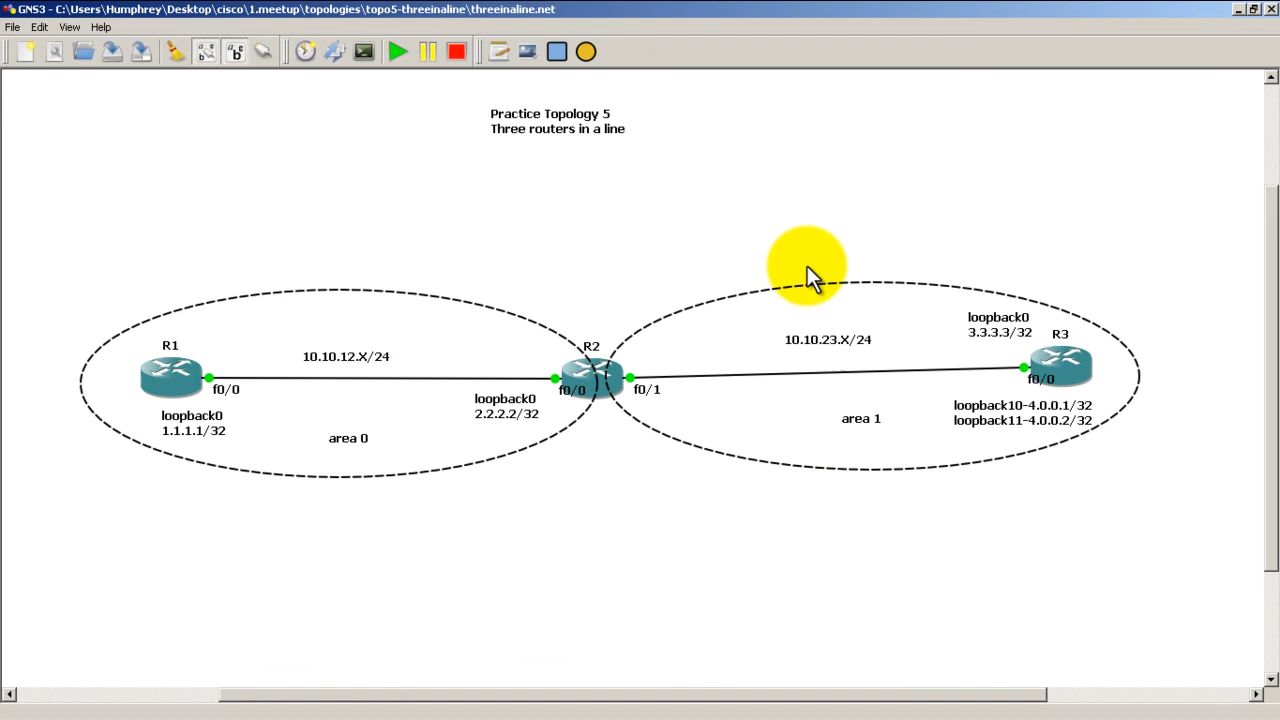 GNS3 - C:\Users\Humphrey\Desktop\cisco\1.meetup\topologies\topo5-threeinaline\threeinaline.net
File Edit View Help
Practice Topology 5
Three routers in a line
loopback0
3.3.3.3/32
R3
R1
10.10.12.X/24
R2
10.10.23.X/24
f0/0
f0/0
f0/1
f0/0
loopback0
1.1.1.1/32
loopback0
2.2.2.2/32
area 0
area 1
loopback10-4.0.0.1/32
loopback11-4.0.0.2/32